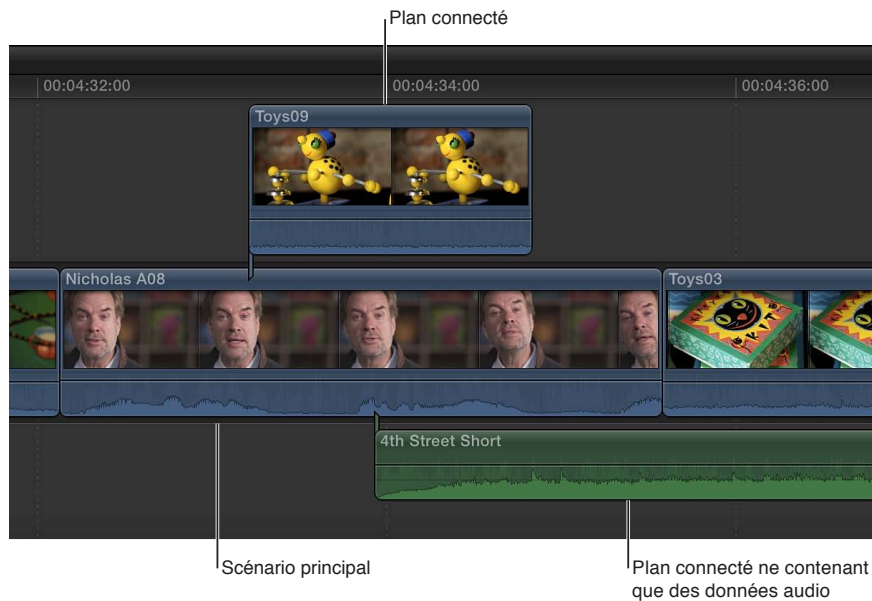 Plan connecté
00:04:32:00
00:04:34:00
00:04:36:00
Toys09
Nicholas A08
Toys03
4th Street Short
Scénario principal
Plan connecté ne contenant
que des données audio